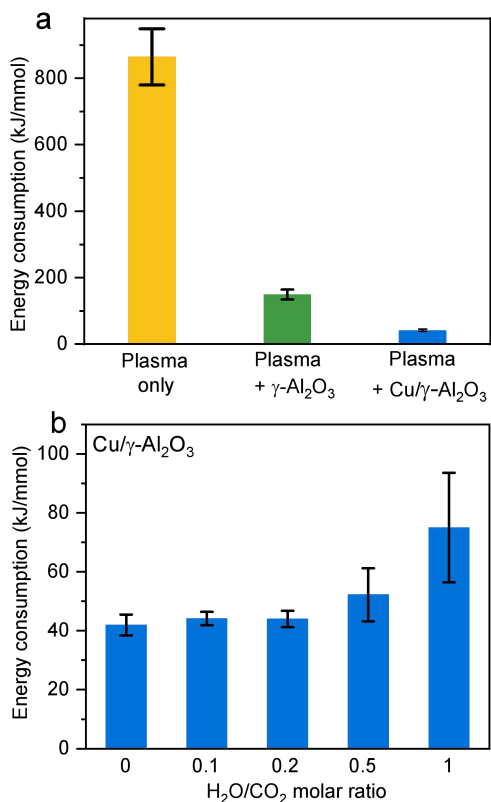 a
Energy consumption (kJ/mmol)
800
600
400
200
0
Plasma only
Plasma + γ-Al₂O₃
Plasma + Cu/γ-Al₂O₃
b
Cu/γ-Al₂O₃
Energy consumption (kJ/mmol)
100
80
60
40
20
0
0 0.1 0.2 0.5 1
H₂O/CO₂ molar ratio